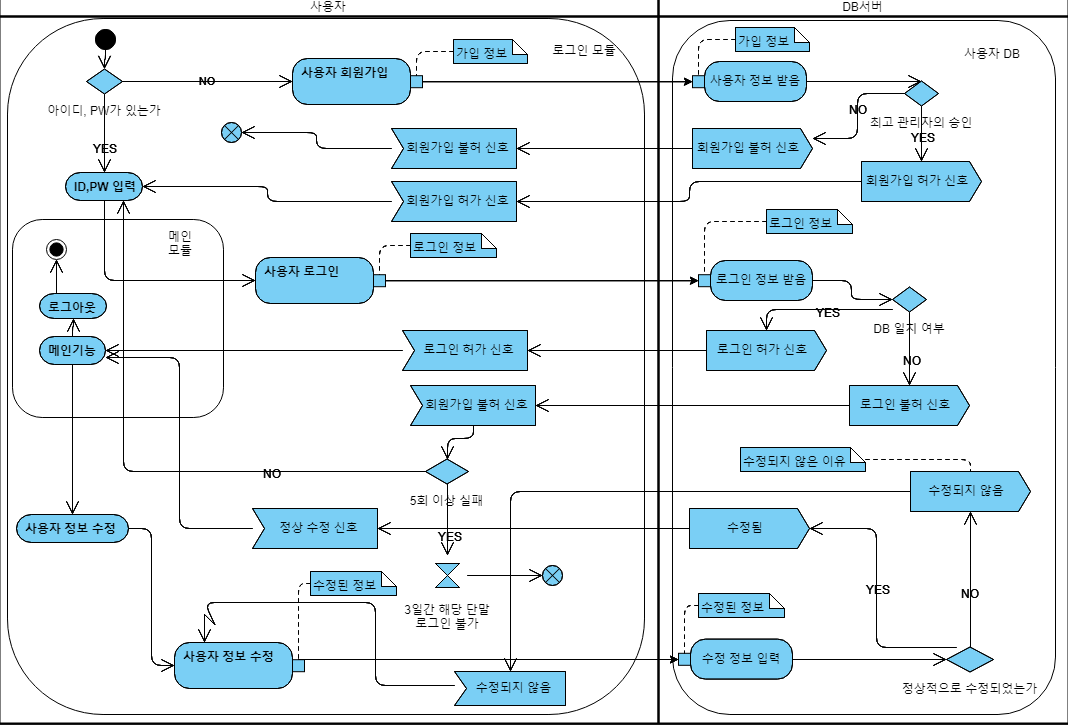 사용자
DB서버
로그인 모듈
사용자 DB
가입 정보
가입 정보
사용자 회원가입
사용자 정보 받음
NO
아이디, PW가 있는가
YES
NO
최고 관리자의 승인
YES
회원가입 불허 신호
회원가입 불허 신호
ID,PW 입력
회원가입 허가 신호
회원가입 허가 신호
메인
모듈
로그인 정보
로그인 정보
사용자 로그인
로그인 정보 받음
로그아웃
YES
DB 일치 여부
메인기능
로그인 허가 신호
로그인 허가 신호
NO
회원가입 불허 신호
로그인 불허 신호
NO
5회 이상 실패
수정되지 않은 이유
수정되지 않음
사용자 정보 수정
정상 수정 신호
YES
수정됨
수정된 정보
3일간 해당 단말
로그인 불가
YES
NO
수정된 정보
사용자 정보 수정
수정 정보 입력
수정되지 않음
정상적으로 수정되었는가